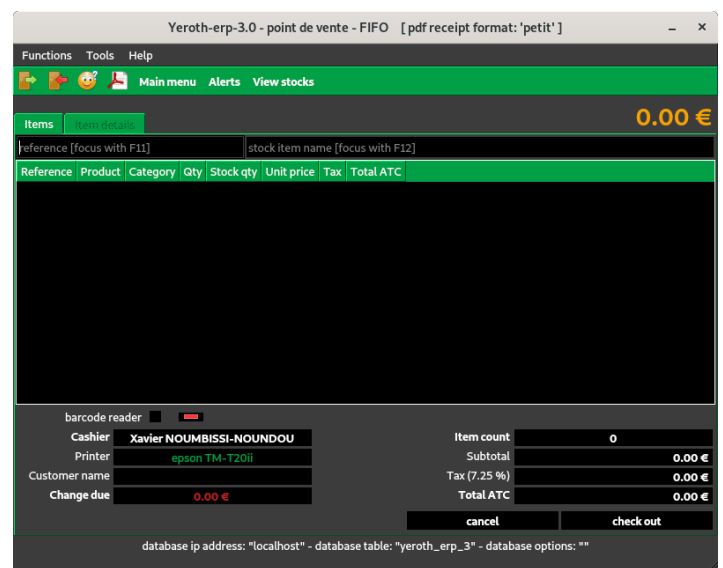 Yeroth-erp-3.0 - point de vente - FIFO [ pdf receipt format: 'petit' ]
Functions Tools Help
Main menu Alerts View stocks
0.00 €
Items Item details
reference [focus with F11] stock item name [focus with F12]
Reference Product Category Qty Stock qty Unit price Tax Total ATC
barcode reader
Cashier Xavier NOUMBISSI-NOUNDOU Item count 0
Printer epson TM-T20ii Subtotal 0.00 €
Customer name Tax (7.25 %) 0.00 €
Change due 0.00 € Total ATC 0.00 €
cancel check out
database ip address: "localhost" - database table: "yeroth_erp_3" - database options: ""